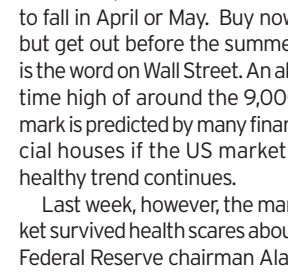 to fall in April or May. Buy now
but get out before the summe
is the word on Wall Street. An al
time high of around the 9,00
mark is predicted by many finan
cial houses if the US market
healthy trend continues.
Last week, however, the mar
ket survived health scares abou
Federal Reserve chairman Ala